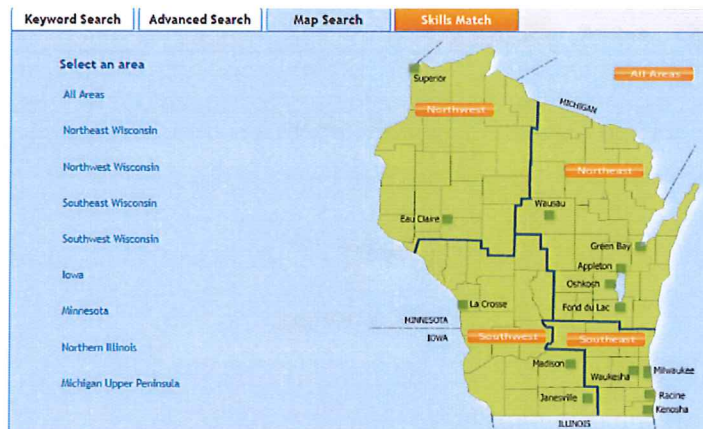 Keyword Search
Advanced Search
Map Search
Skills Match
Select an area
All Areas
Northeast Wisconsin
Northwest Wisconsin
Southeast Wisconsin
Southwest Wisconsin
Iowa
Minnesota
Northern Illinois
Michigan Upper Peninsula
Superior
All Areas
MICHIGAN
Northwest
Northeast
Wausau
Eau Claire
Green Bay
Appleton
Oshkosh
La Crosse
Fond du Lac
MINNESOTA
IOWA
Southwest
Southeast
Madison
Waukesha
Milwaukee
Janesville
Racine
Kenosha
ILLINOIS